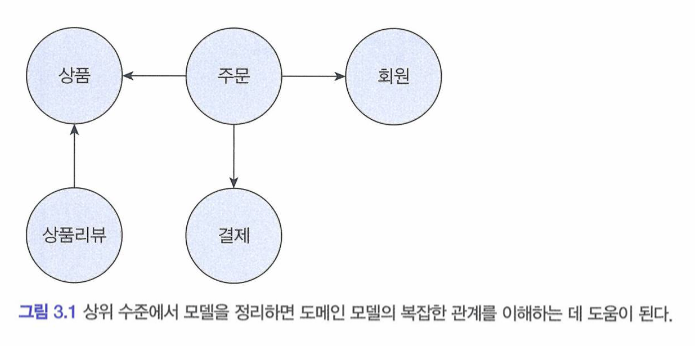 상품
주문
회원
상품리뷰
결제
그림 3.1 상위 수준에서 모델을 정리하면 도메인 모델의 복잡한 관계를 이해하는 데 도움이 된다.